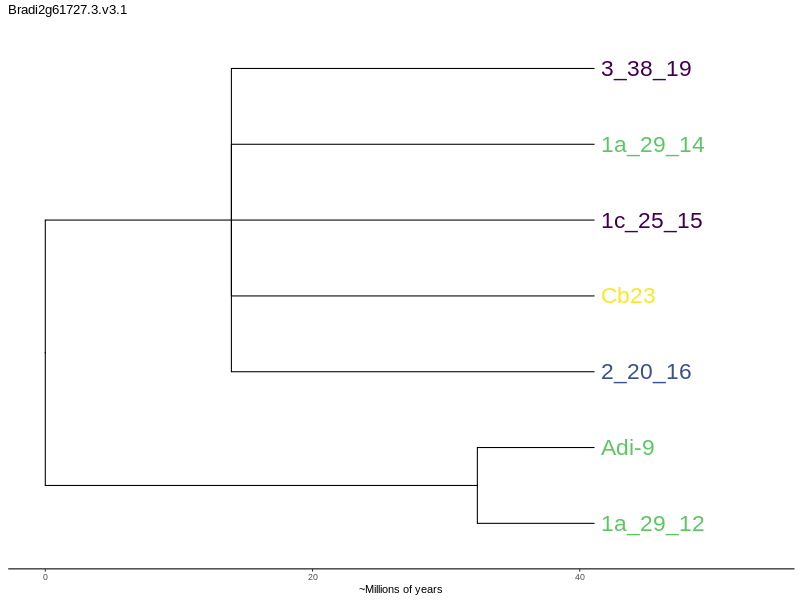 Bradi2g61727.3.v3.1
3_38_19
1a_29_14
1c_25_15
Cb23
2_20_16
Adi-9
1a_29_12
0 20 40
~Millions of years